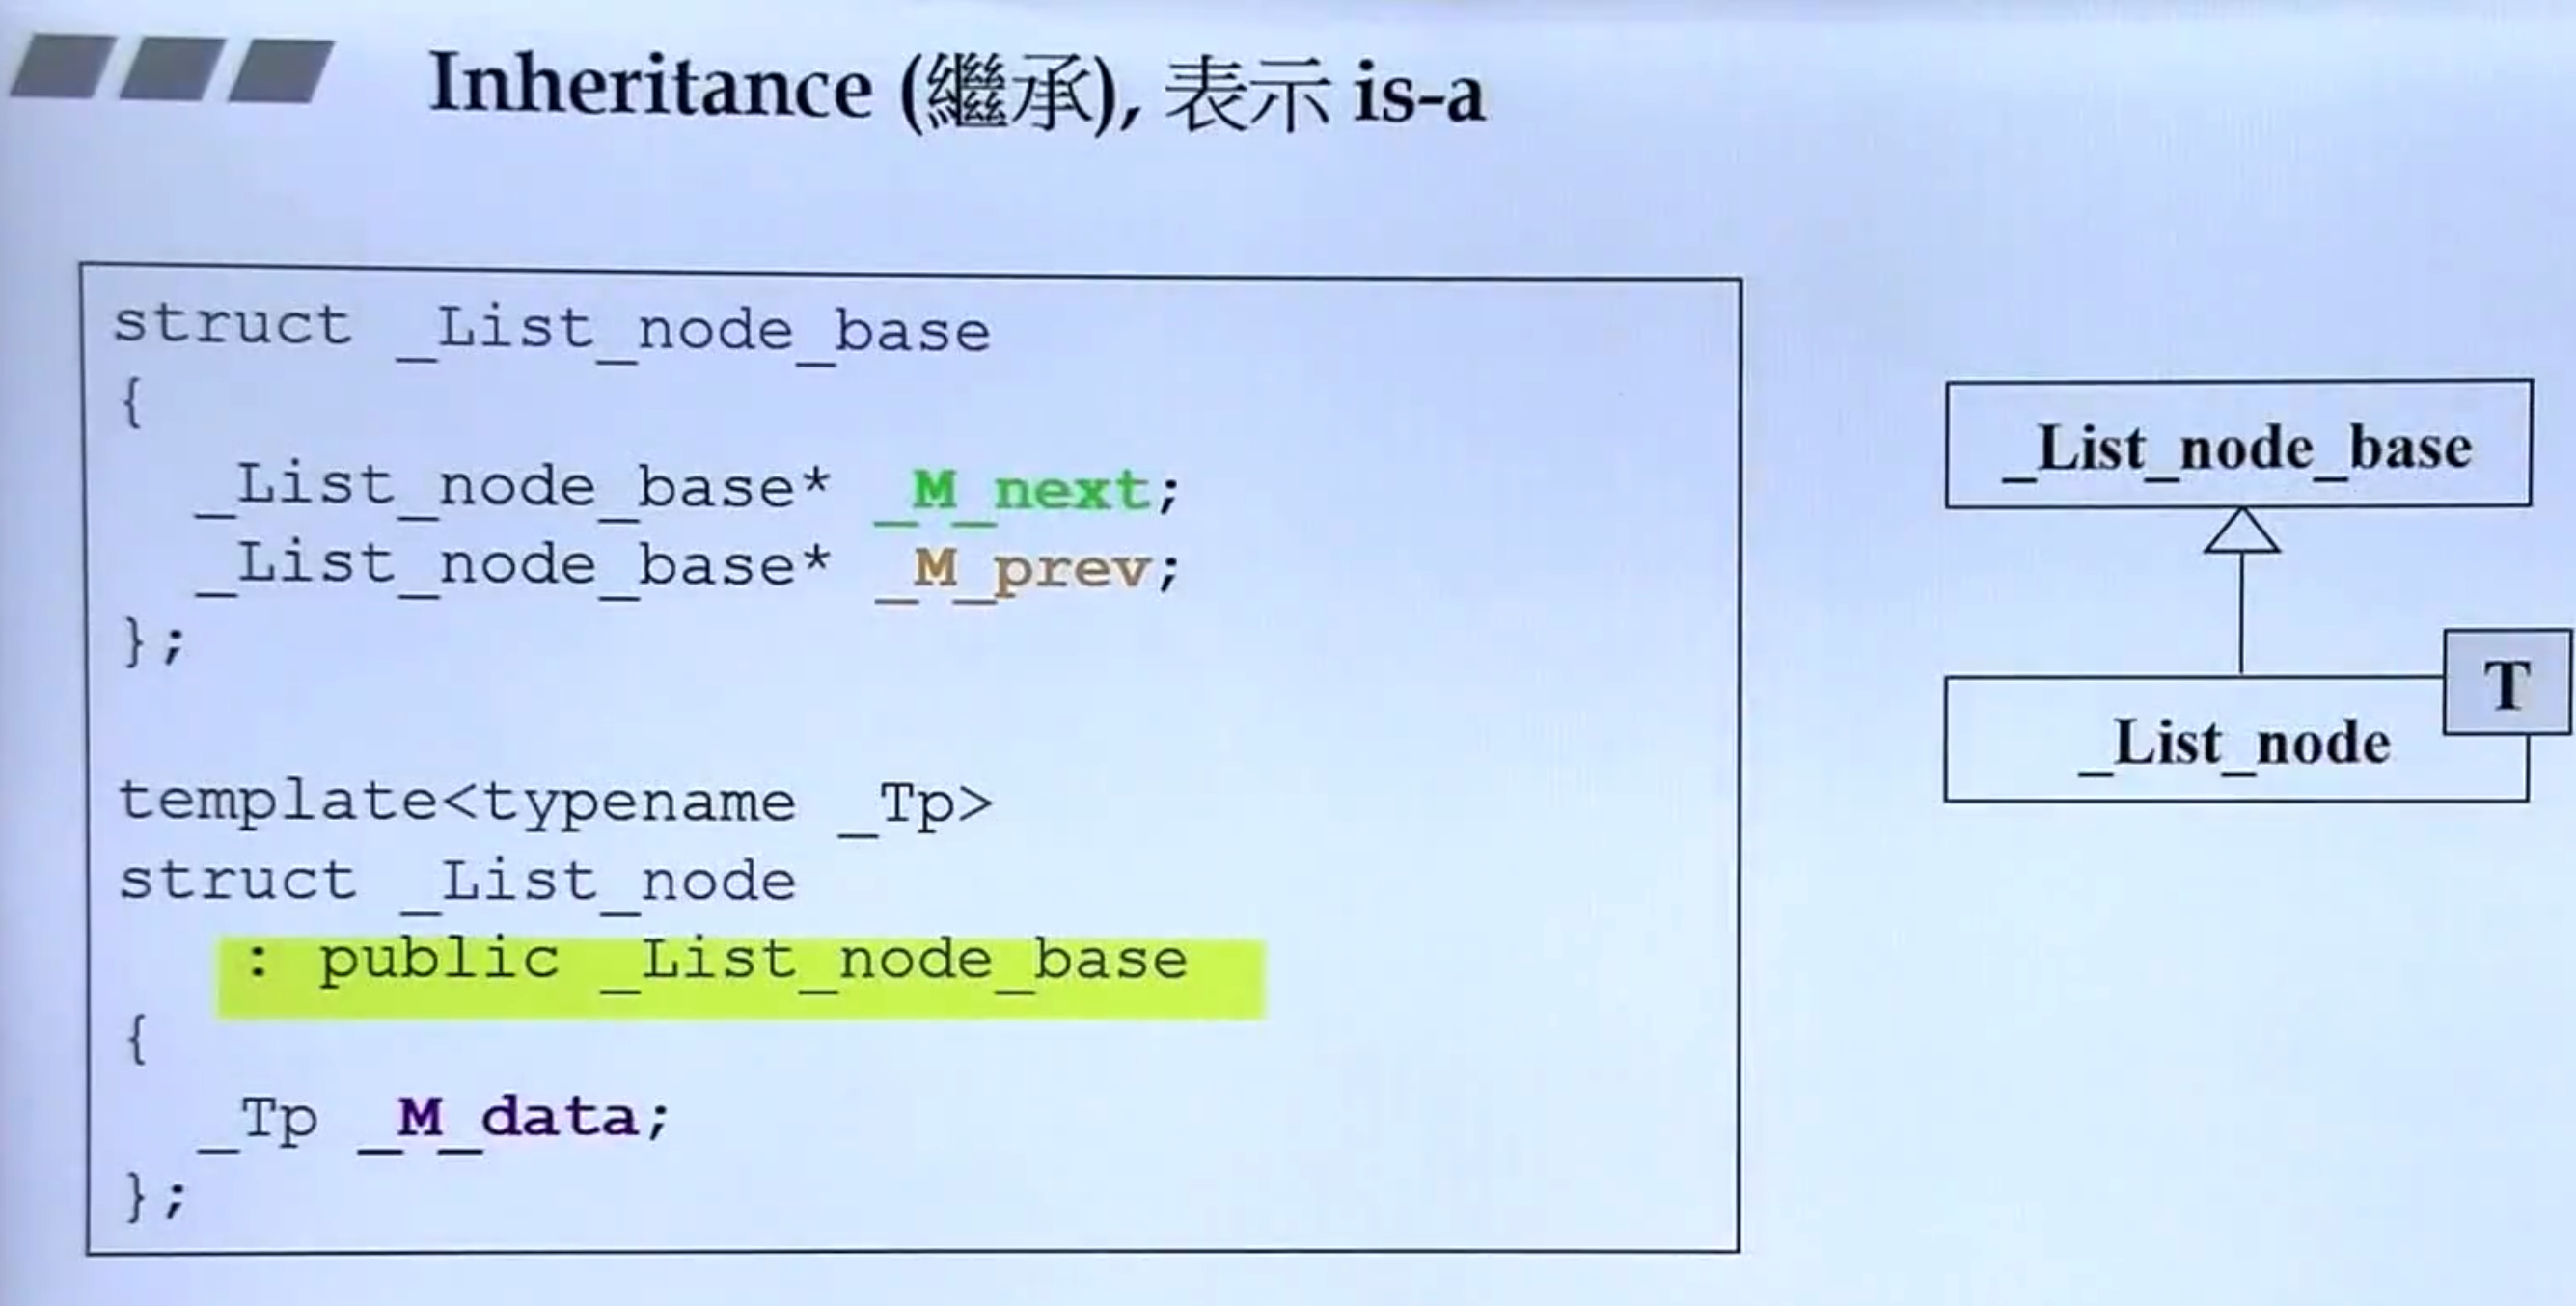 Inheritance (繼承), 表示 is-a
struct _List_node_base
{
_List_node_base* _M_next;
_List_node_base* _M_prev;
};
template<typename _Tp>
struct _List_node
: public _List_node_base
{
_Tp _M_data;
};
_List_node_base
T
_List_node